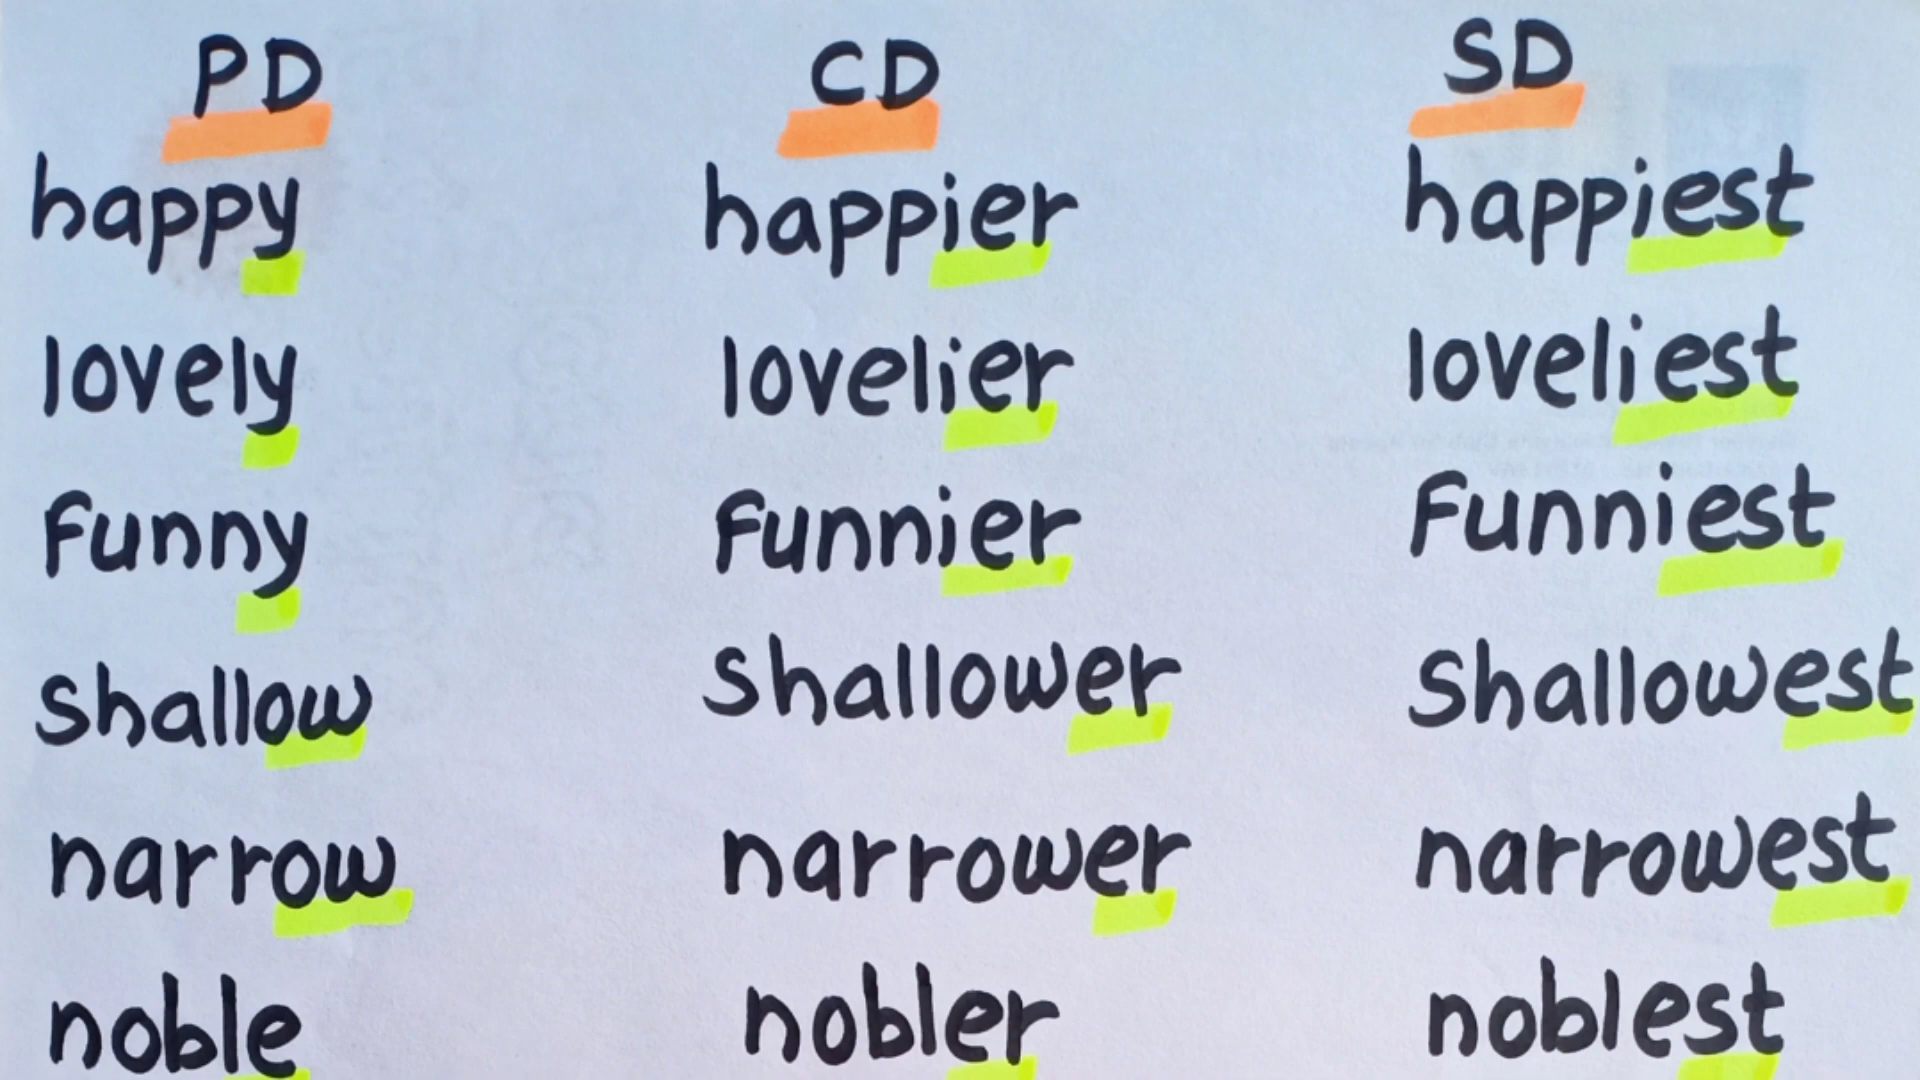 PD CD SD
happy happier happiest
lovely lovelier loveliest
Funny Funnier Funniest
Shallow Shallower Shallowest
narrow narrower narrowest
noble nobler noblest